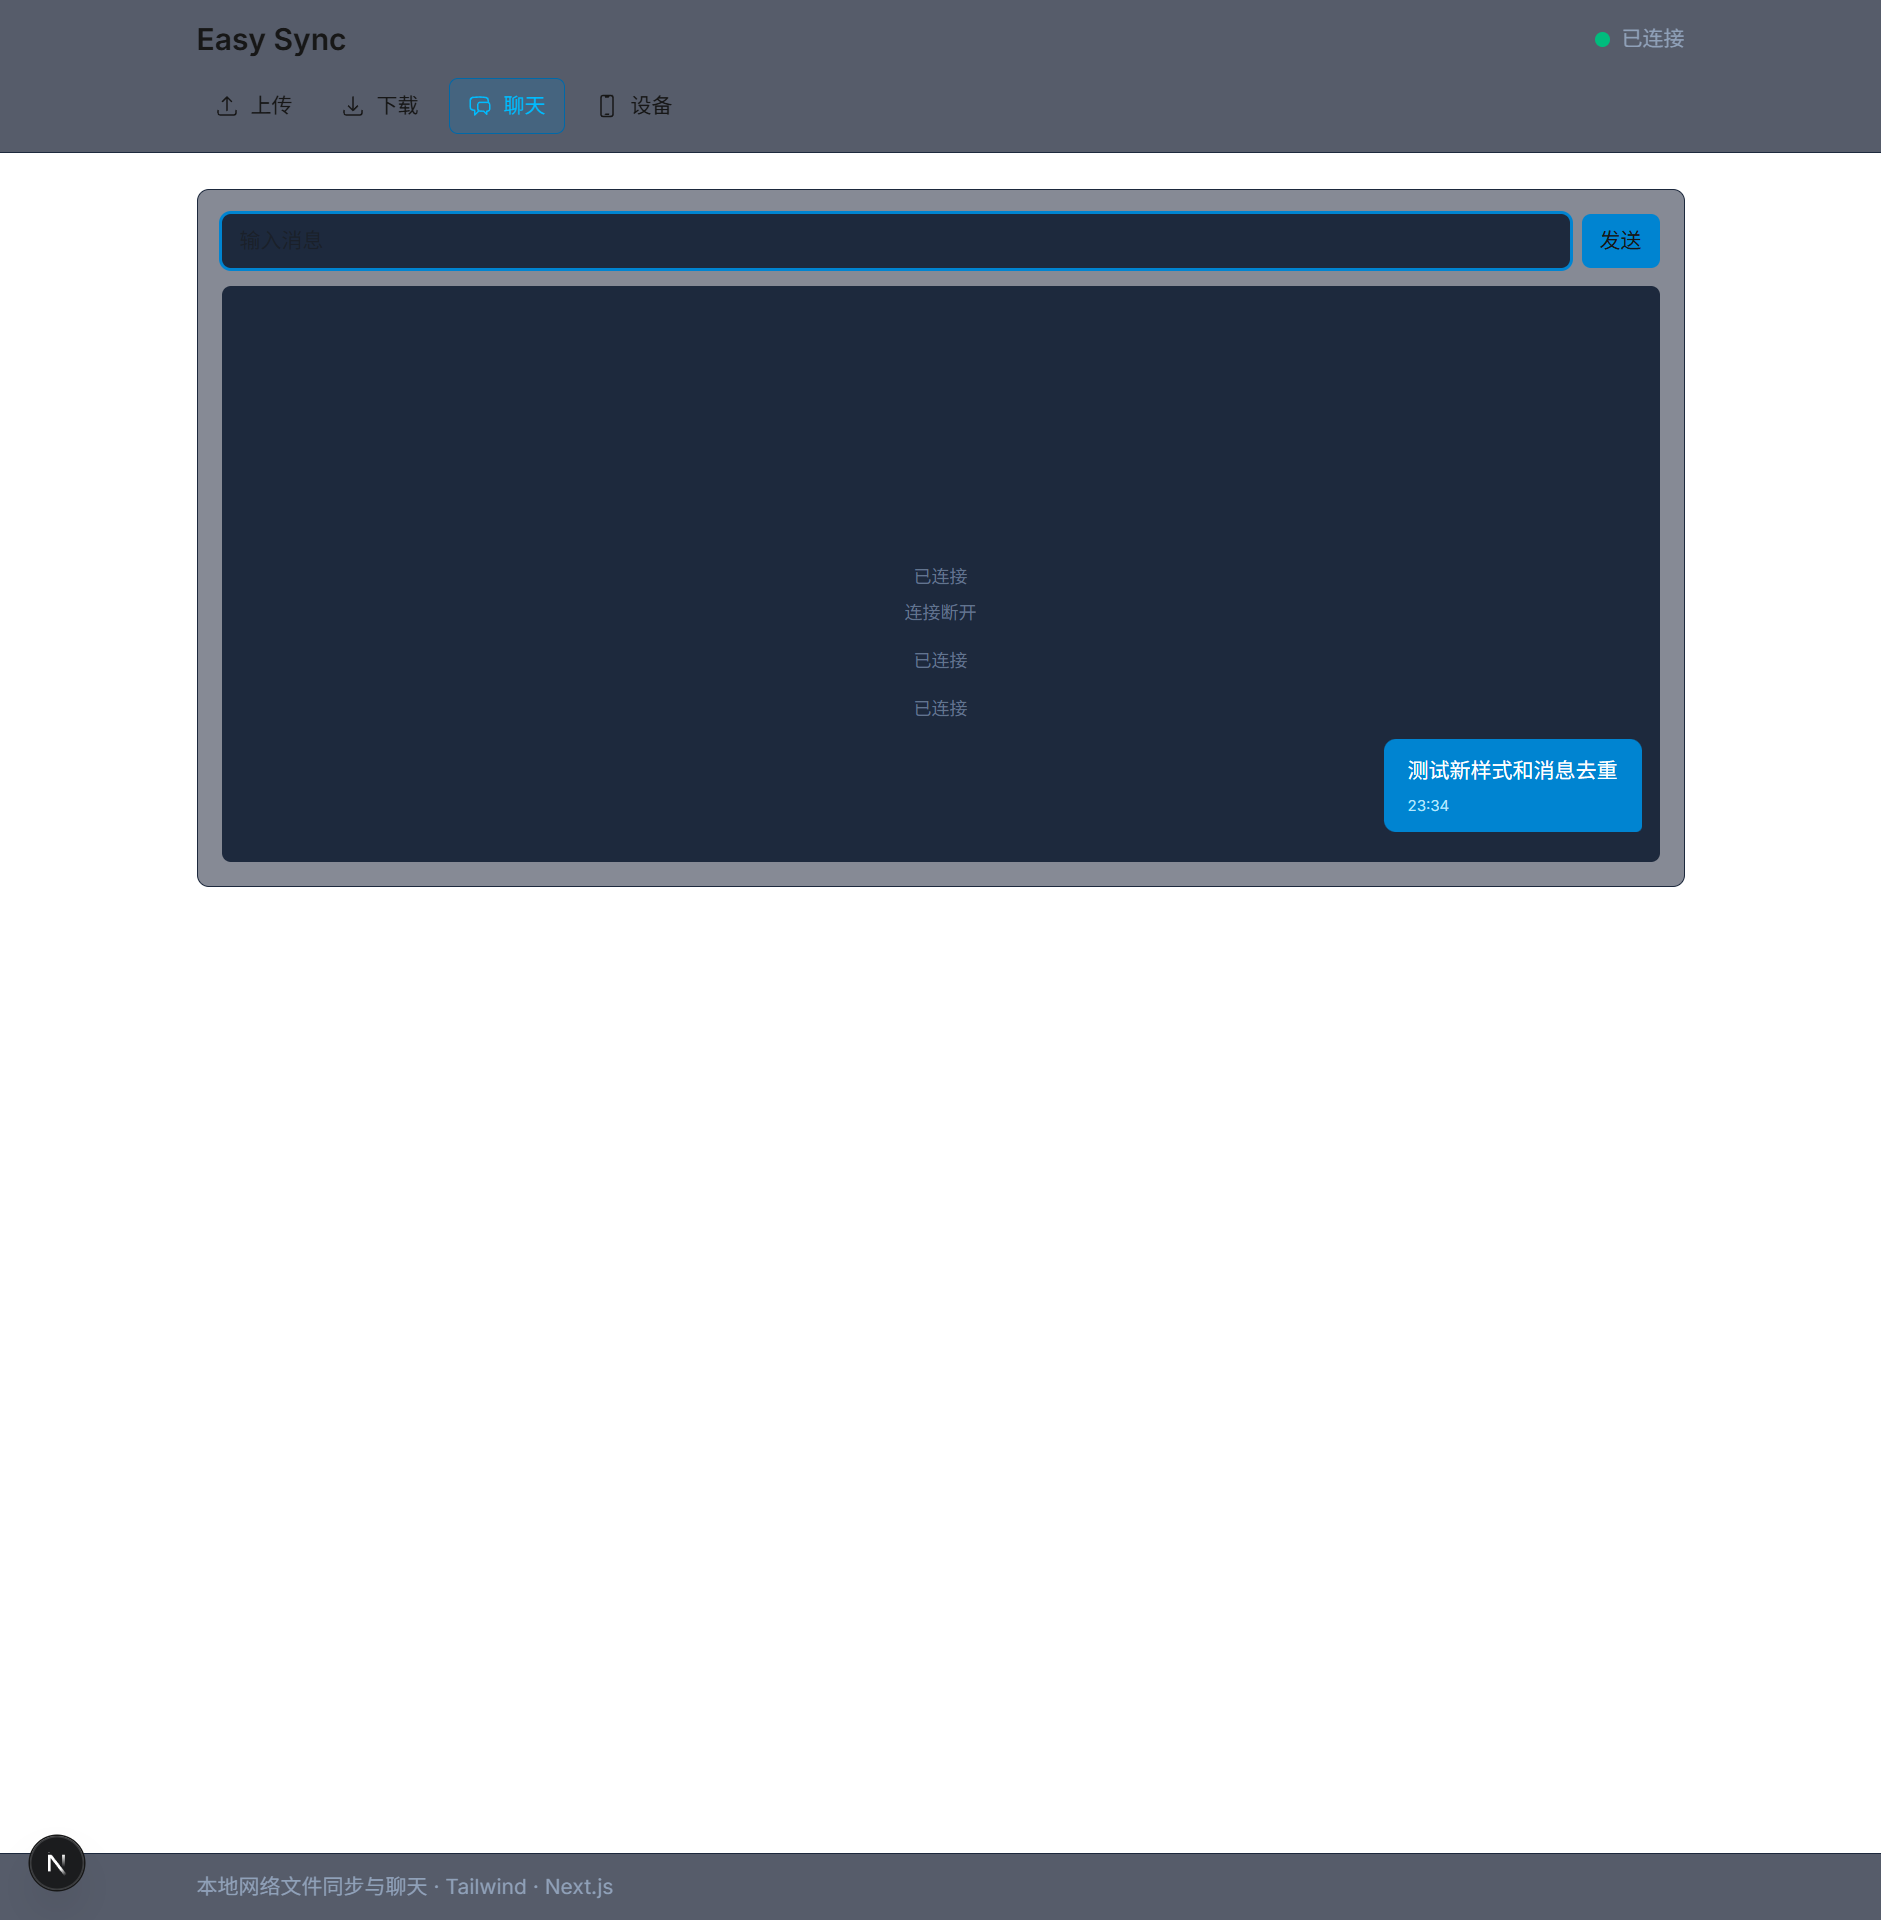 Easy Sync
已连接
上传
下载
聊天
设备
输入消息
发送
已连接
连接断开
已连接
已连接
测试新样式和消息去重
23:34
N
本地网络文件同步与聊天 · Tailwind · Next.js